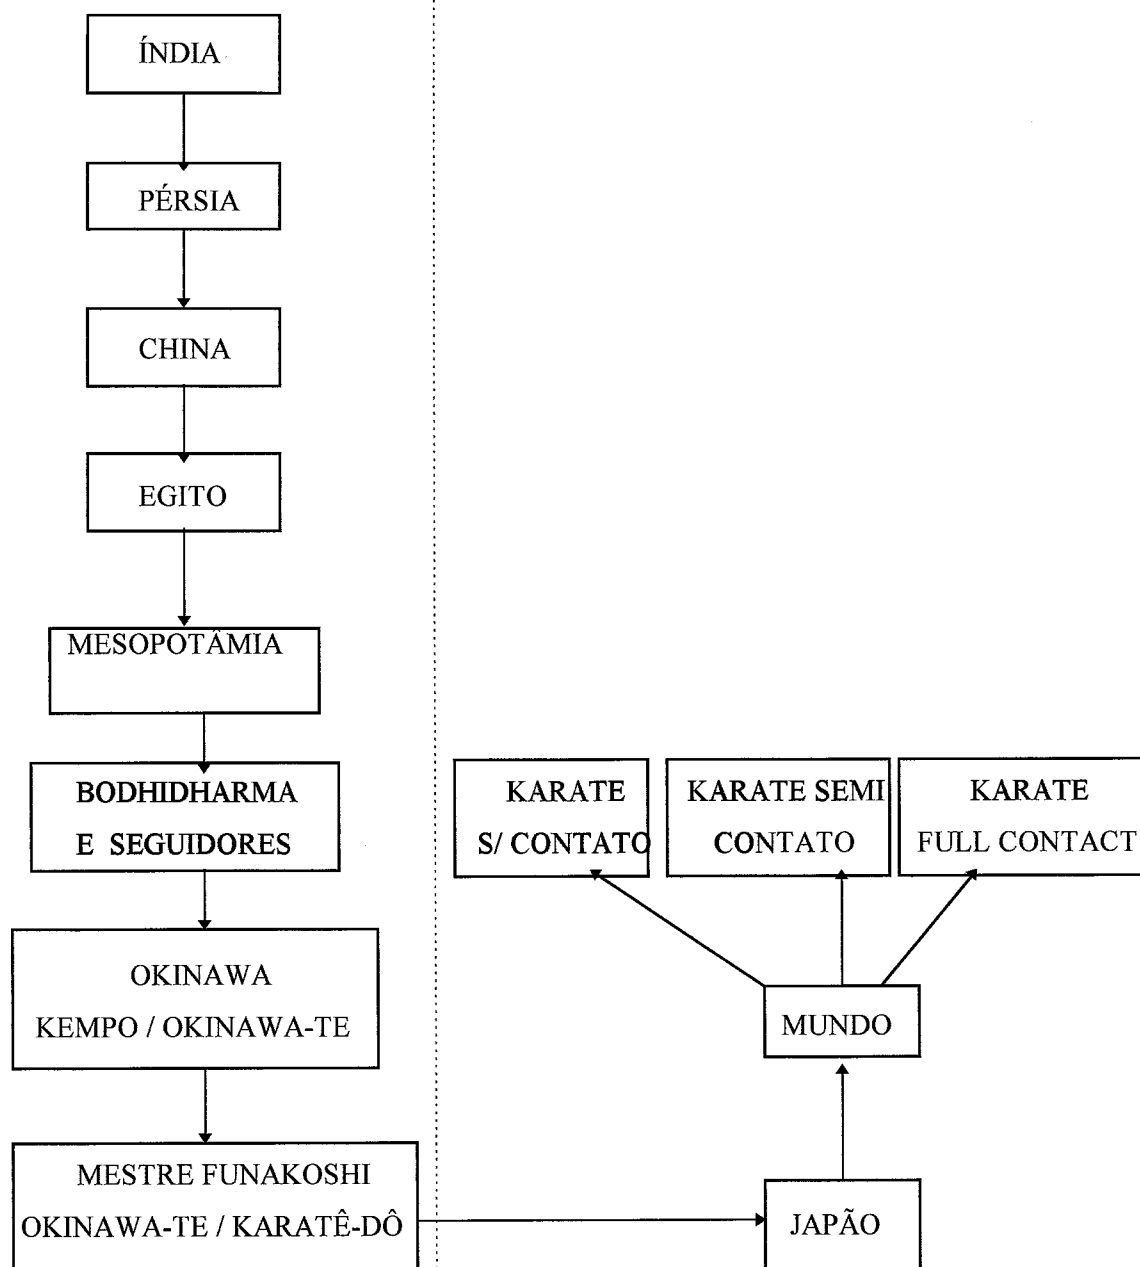 ÍNDIA
PÉRSIA
CHINA
EGITO
MESOPOTÂMIA
BODHIDHARMA
E SEGUIDORES
OKINAWA
KEMPO / OKINAWA-TE
MESTRE FUNAKOSHI
OKINAWA-TE / KARATÊ-DÔ
JAPÃO
MUNDO
KARATE
S/ CONTATO
KARATE SEMI
CONTATO
KARATE
FULL CONTACT